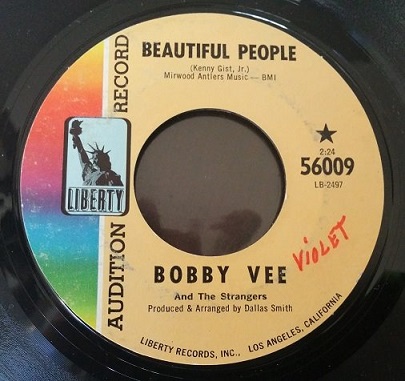 BEAUTIFUL PEOPLE
(Kenny Gist, Jr.)
Mirwood Antlers Music — BMI
AUDITION RECORD
LIBERTY
★
2:24
56009
LB-2497
BOBBY VEE
VIOLET
And The Strangers
Produced & Arranged by Dallas Smith
LIBERTY RECORDS, INC., LOS ANGELES, CALIFORNIA